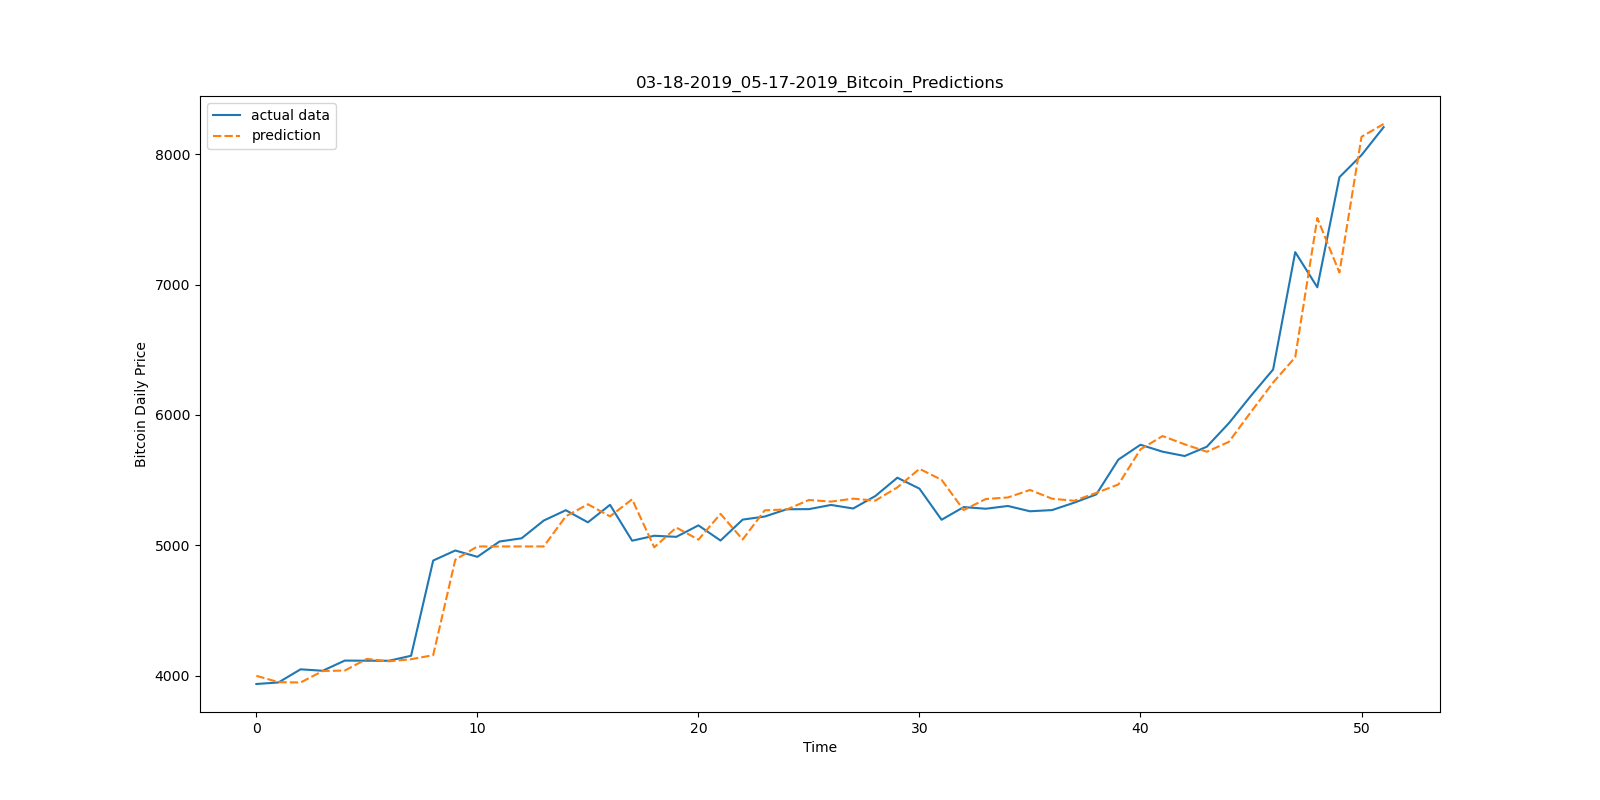 03-18-2019_05-17-2019_Bitcoin_Predictions
actual data
prediction
8000
7000
6000
5000
4000
Bitcoin Daily Price
0 10 20 30 40 50
Time